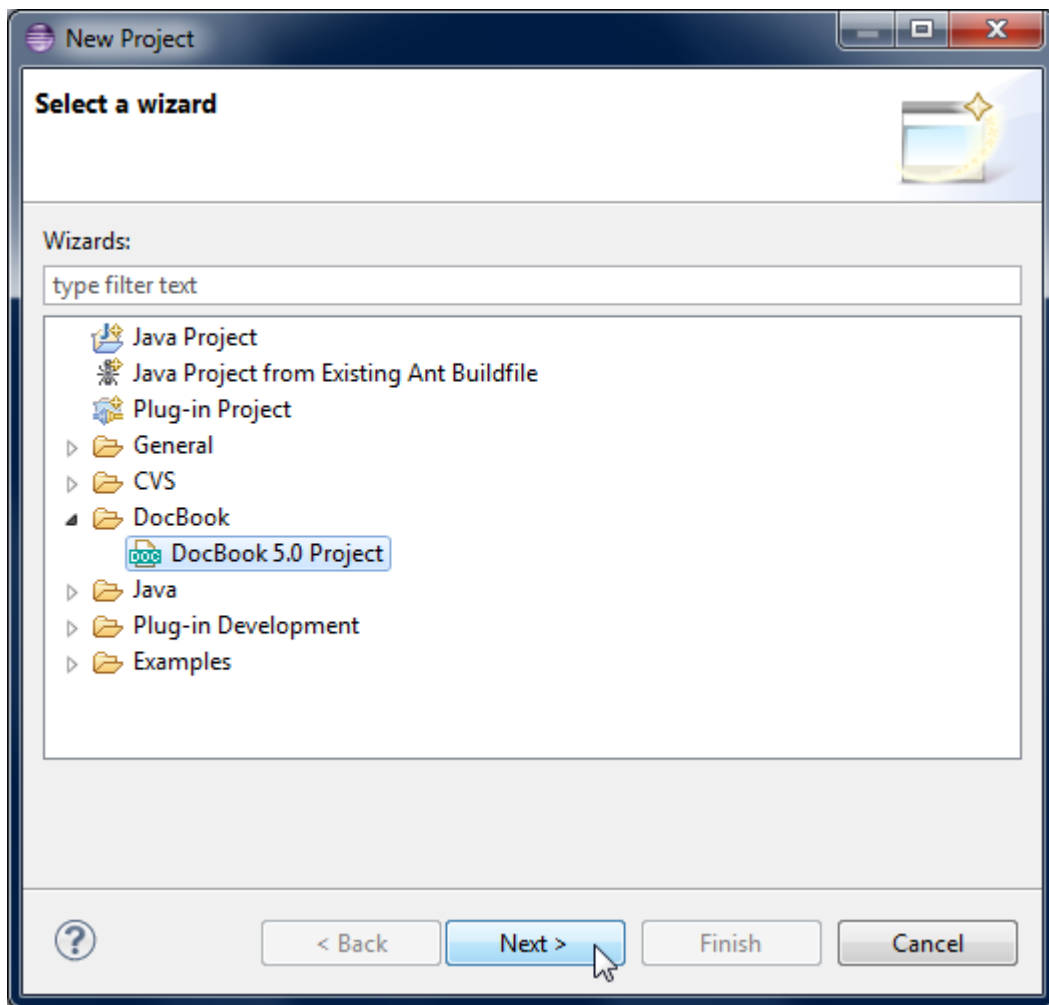 New Project
Select a wizard
Wizards:
type filter text
Java Project
Java Project from Existing Ant Buildfile
Plug-in Project
General
CVS
DocBook
DocBook 5.0 Project
Java
Plug-in Development
Examples
< Back Next > Finish Cancel